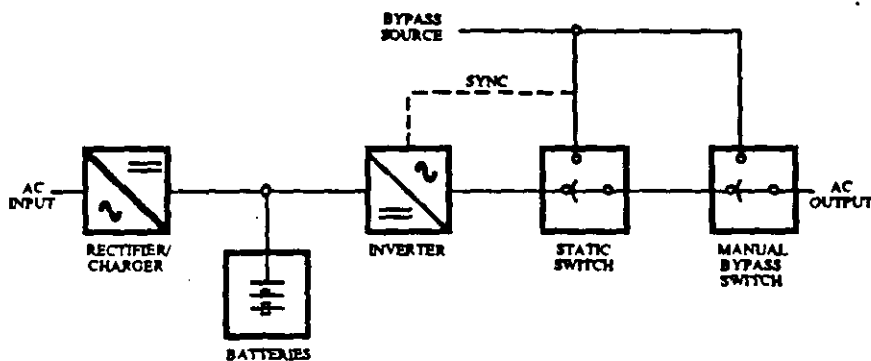 BYPASS
SOURCE
SYNC
AC
INPUT
RECTIFIER/
CHARGER
BATTERIES
INVERTER
STATIC
SWITCH
MANUAL
BYPASS
SWITCH
AC
OUTPUT